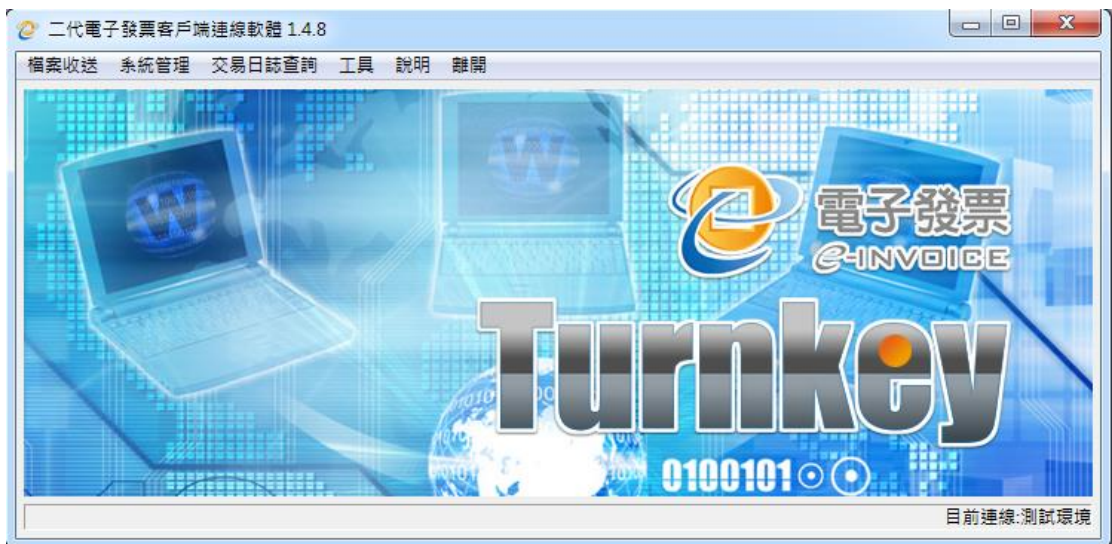 二代電子發票客戶端連線軟體 1.4.8
檔案收送 系統管理 交易日誌查詢 工具 說明 離開
電子發票
e-INVOICE
Turnkey
0100101
目前連線:測試環境